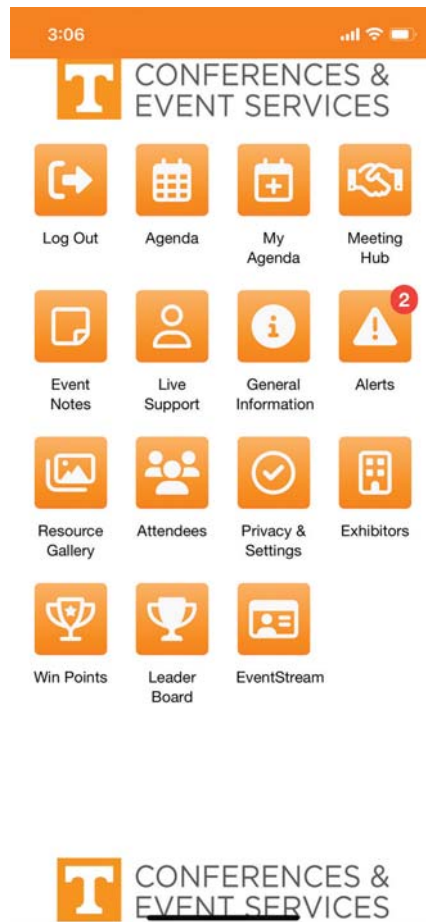 3:06
T CONFERENCES &
EVENT SERVICES
Log Out
Agenda
My
Agenda
Meeting
Hub
2
Event
Notes
Live
Support
General
Information
Alerts
Resource
Gallery
Attendees
Privacy &
Settings
Exhibitors
Win Points
Leader
Board
EventStream
T CONFERENCES &
EVENT SERVICES